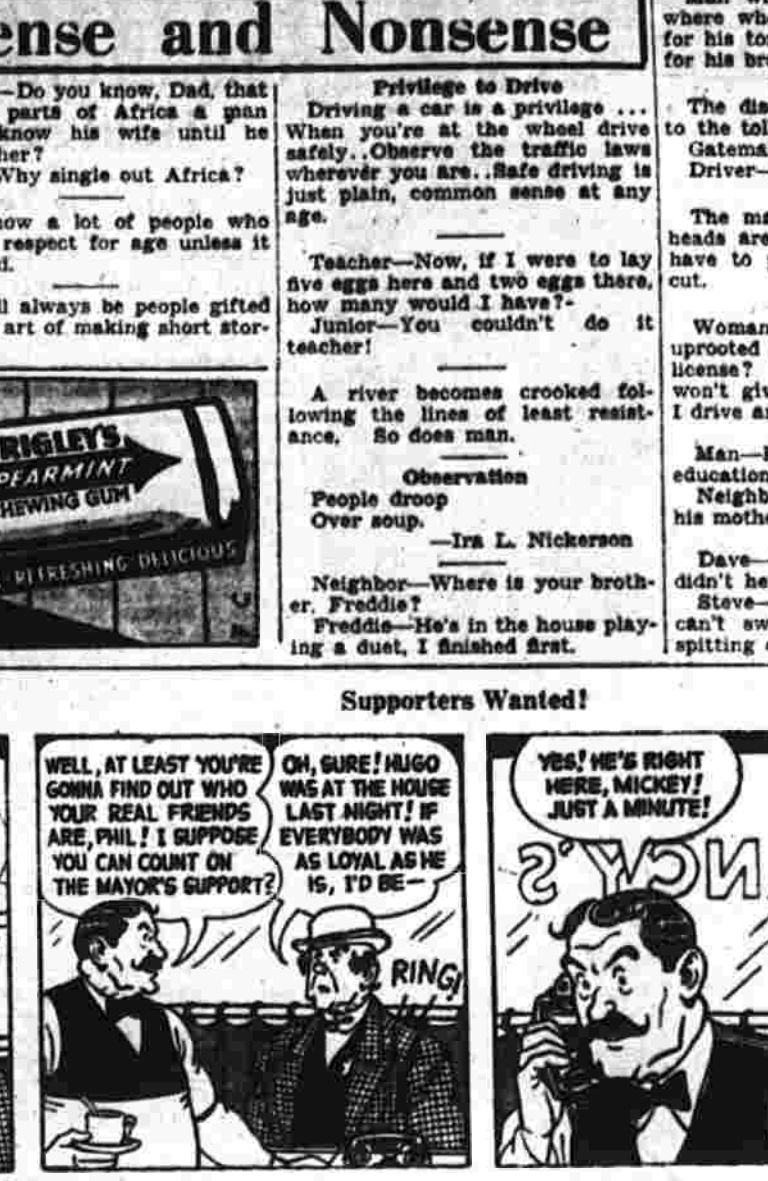 ense and Nonsense
—Do you know, Dad, that
parts of Africa a man
know his wife until he
her?
Why single out Africa?
now a lot of people who
respect for age unless it
d.
ll always be people gifted
art of making short stor-
RIGLEY'S
PEARMINT
HEWING GUM
REFRESHING DELICIOUS
Privilege to Drive
Driving a car is a privilege ...
When you're at the wheel drive
safely..Observe the traffic laws
wherever you are..Safe driving is
just plain, common sense at any
age.
Teacher—Now, if I were to lay
five eggs here and two eggs there,
how many would I have?-
Junior—You couldn't do it
teacher!
A river becomes crooked fol-
lowing the lines of least resist-
ance. So does man.
Observation
People droop
Over soup.
—Ira L. Nickerson
Neighbor—Where is your broth-
er, Freddie?
Freddie—He's in the house play-
ing a duet, I finished first.
where wh
for his to
for his br
The dis
to the tol
Gatema
Driver—
The ma
heads are
have to
cut.
Woman
uprooted
license?
won't giv
I drive a
Man—
education
Neighb
his moth
Dave—
didn't he
Steve—
can't sw
spitting
Supporters Wanted!
WELL, AT LEAST YOU'RE
GONNA FIND OUT WHO
YOUR REAL FRIENDS
ARE, PHIL! I SUPPOSE
YOU CAN COUNT ON
THE MAYOR'S SUPPORT?
OH, SURE! HUGO
WAS AT THE HOUSE
LAST NIGHT! IF
EVERYBODY WAS
AS LOYAL AS HE
IS, I'D BE—
RING!
YES! HE'S RIGHT
HERE, MICKEY!
JUST A MINUTE!
NCY'S